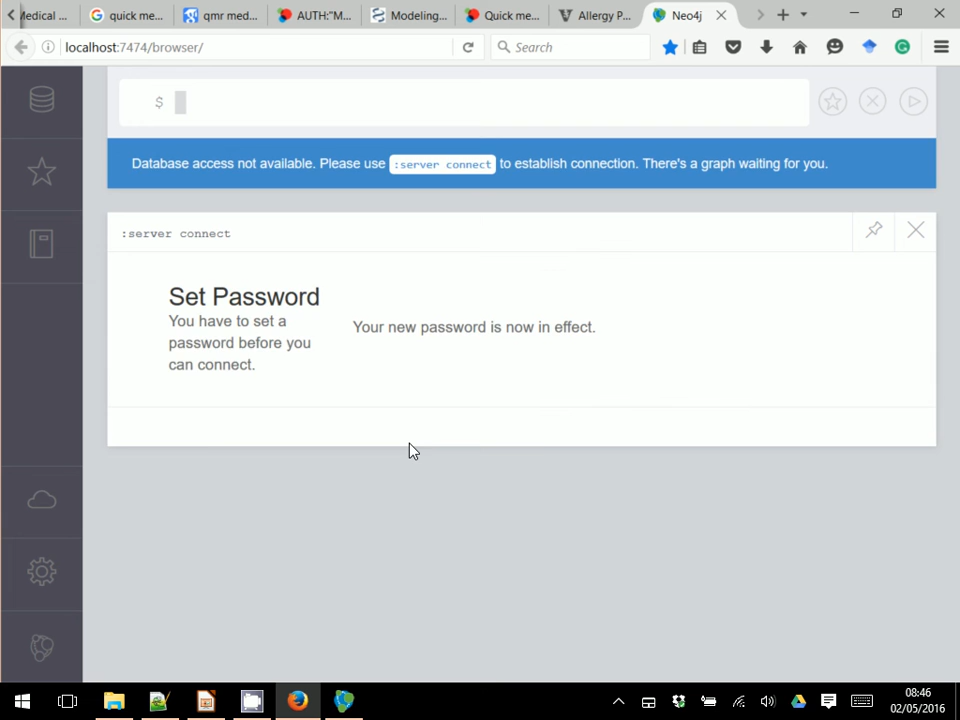 Medical ...
quick me...
qmr med...
AUTH:"M...
Modeling...
Quick me...
Allergy P...
Neo4j
localhost:7474/browser/
Search
$
Database access not available. Please use :server connect to establish connection. There's a graph waiting for you.
:server connect
Set Password
You have to set a
password before you
can connect.
Your new password is now in effect.
08:46
02/05/2016